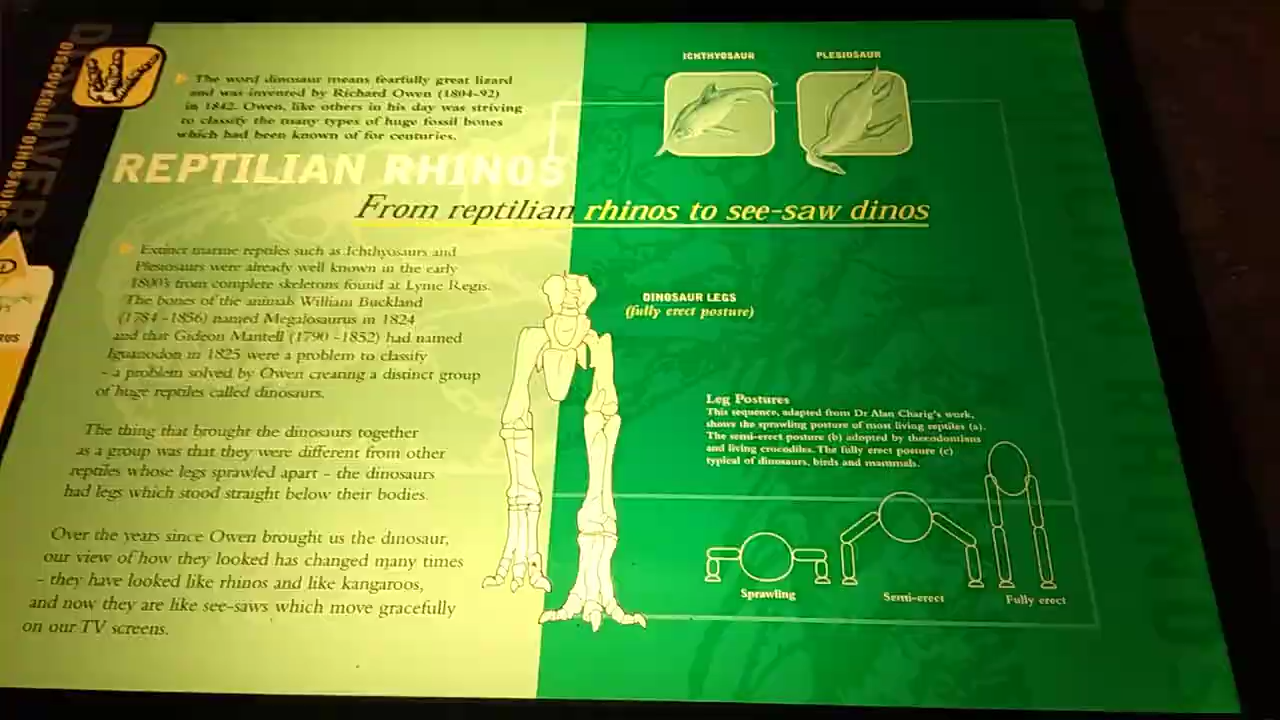 DISCOVERING DINOSAURS
The word dinosaur means fearfully great lizard
and was invented by Richard Owen (1804-92)
in 1842. Owen, like others in his day was striving
to classify the many types of huge fossil bones
which had been known of for centuries.
REPTILIAN RHINOS
From reptilian rhinos to see-saw dinos
Extinct marine reptiles such as Ichthyosaurs and
Plesiosaurs were already well known in the early
1800's from complete skeletons found at Lyme Regis.
The bones of the animals William Buckland
(1784 -1856) named Megalosaurus in 1824
and that Gideon Mantell (1790 -1852) had named
Iguanodon in 1825 were a problem to classify
- a problem solved by Owen creating a distinct group
of huge reptiles called dinosaurs.
The thing that brought the dinosaurs together
as a group was that they were different from other
reptiles whose legs sprawled apart - the dinosaurs
had legs which stood straight below their bodies.
Over the years since Owen brought us the dinosaur,
our view of how they looked has changed many times
- they have looked like rhinos and like kangaroos,
and now they are like see-saws which move gracefully
on our TV screens.
ICHTHYOSAUR
PLESIOSAUR
DINOSAUR LEGS
(fully erect posture)
Leg Postures
This sequence, adapted from Dr Alan Charig's work,
shows the sprawling posture of most living reptiles (a).
The semi-erect posture (b) adopted by thecodontians
and living crocodiles. The fully erect posture (c)
typical of dinosaurs, birds and mammals.
Sprawling
Semi-erect
Fully erect